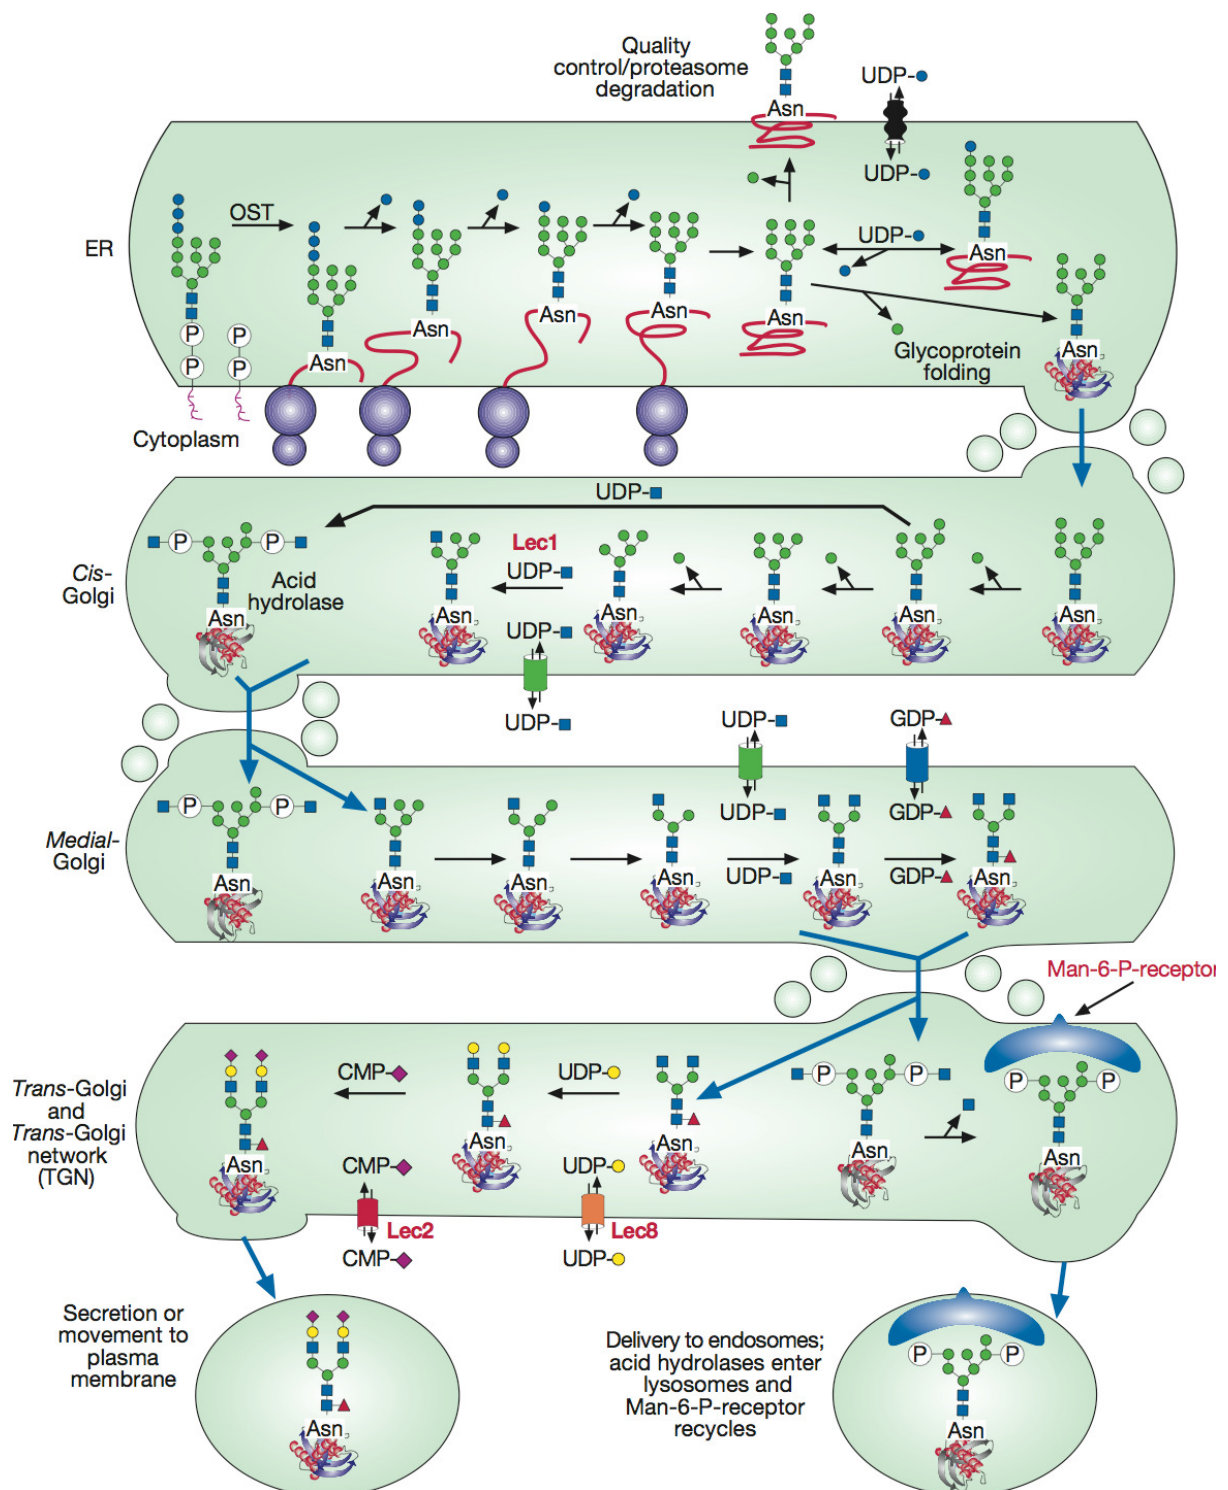 Quality
control/proteasome
degradation
Asn
UDP-
UDP-
OST
ER
UDP-
Asn
P
P
P
P
Asn
Asn
Asn
Asn
Asn
Asn
Glycoprotein
folding
Cytoplasm
UDP-
P
P
Lec1
UDP-
Cis-
Golgi
Acid
hydrolase
Asn
Asn
Asn
Asn
Asn
Asn
UDP-
UDP-
UDP-
GDP-
P
P
UDP-
GDP-
Medial-
Golgi
UDP-
GDP-
Asn
Asn
Asn
Asn
Asn
Asn
Man-6-P-receptor
CMP-
UDP-
P
P
P
P
Trans-Golgi
and
Trans-Golgi
network
(TGN)
Asn
CMP-
Asn
UDP-
Asn
Asn
Asn
Lec2
Lec8
CMP-
UDP-
Secretion or
movement to
plasma
membrane
Asn
Delivery to endosomes;
acid hydrolases enter
lysosomes and
Man-6-P-receptor
recycles
P
P
Asn